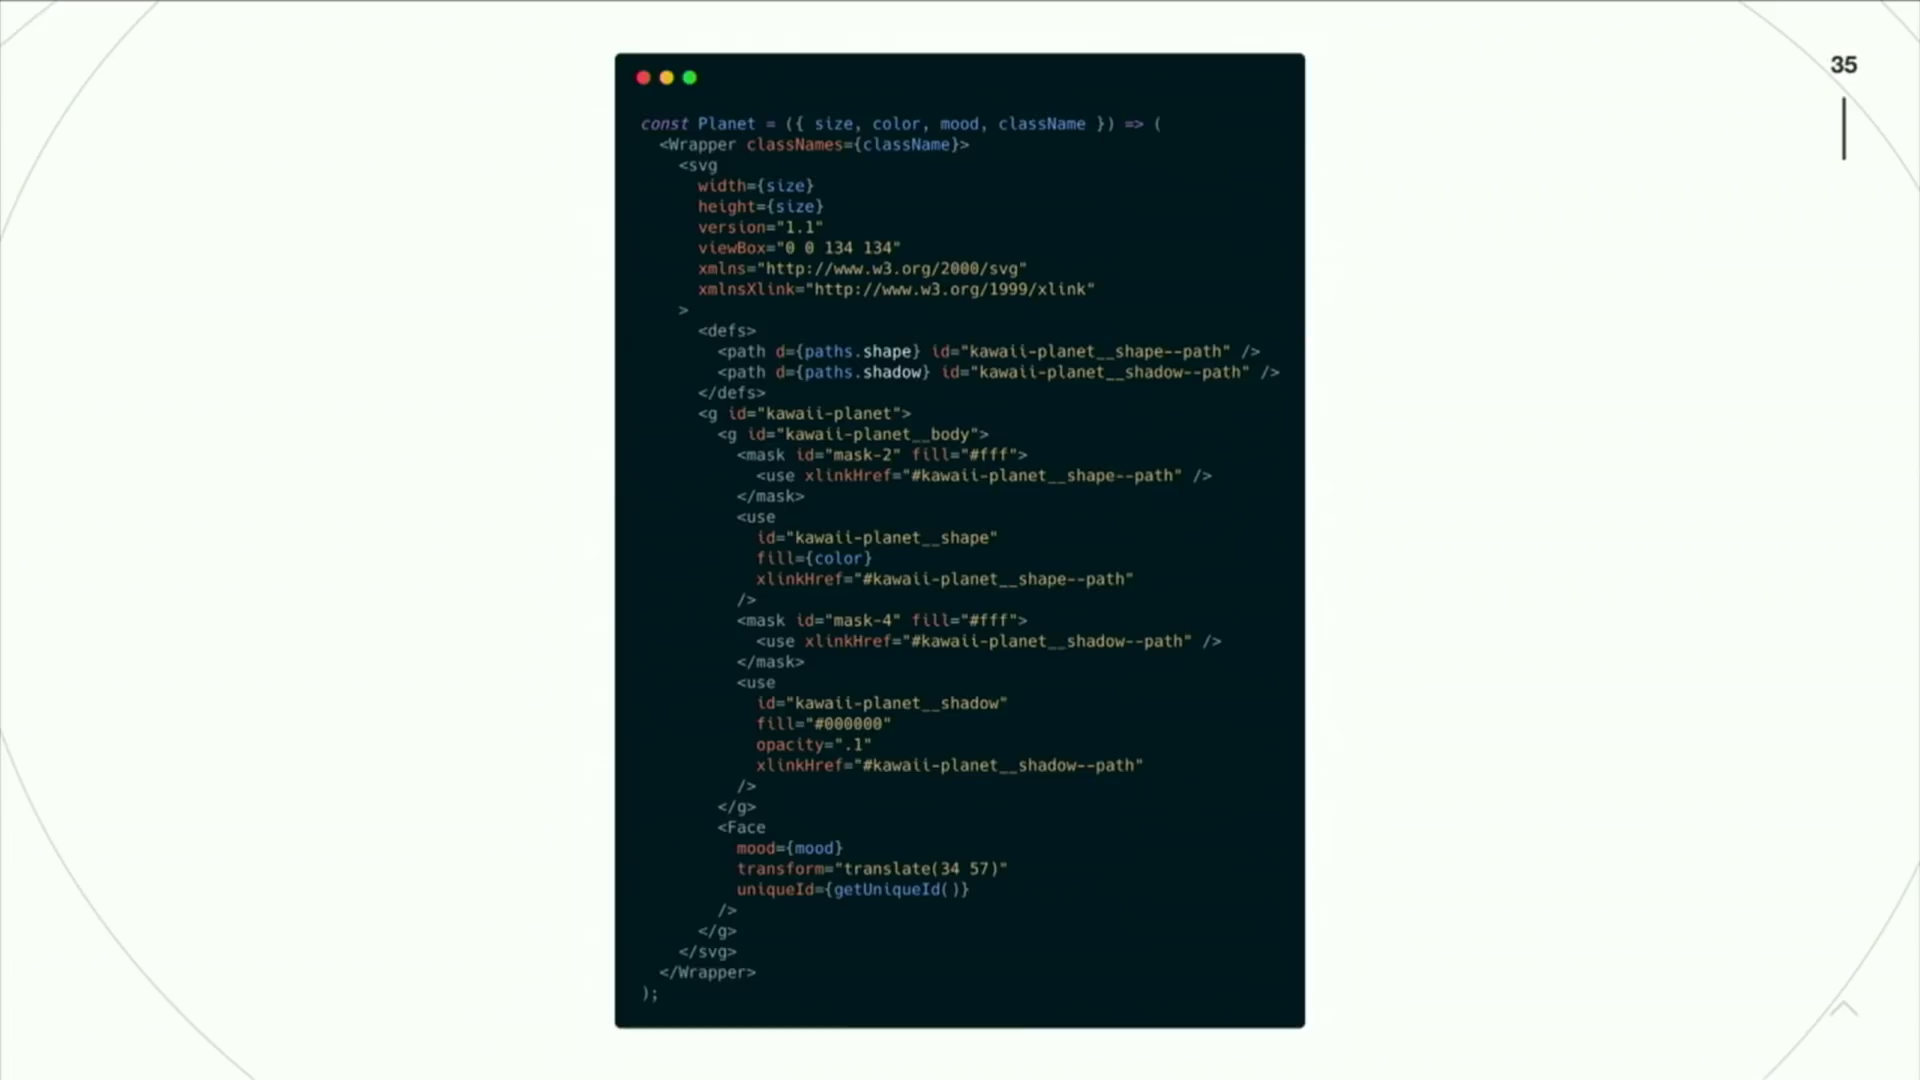 35
const Planet = ({ size, color, mood, className }) => (
  <Wrapper classNames={className}>
    <svg
      width={size}
      height={size}
      version="1.1"
      viewBox="0 0 134 134"
      xmlns="http://www.w3.org/2000/svg"
      xmlnsXlink="http://www.w3.org/1999/xlink"
    >
      <defs>
        <path d={paths.shape} id="kawaii-planet__shape--path" />
        <path d={paths.shadow} id="kawaii-planet__shadow--path" />
      </defs>
      <g id="kawaii-planet">
        <g id="kawaii-planet__body">
          <mask id="mask-2" fill="#fff">
            <use xlinkHref="#kawaii-planet__shape--path" />
          </mask>
          <use
            id="kawaii-planet__shape"
            fill={color}
            xlinkHref="#kawaii-planet__shape--path"
          />
          <mask id="mask-4" fill="#fff">
            <use xlinkHref="#kawaii-planet__shadow--path" />
          </mask>
          <use
            id="kawaii-planet__shadow"
            fill="#000000"
            opacity=".1"
            xlinkHref="#kawaii-planet__shadow--path"
          />
        </g>
        <Face
          mood={mood}
          transform="translate(34 57)"
          uniqueId={getUniqueId()}
        />
      </g>
    </svg>
  </Wrapper>
);